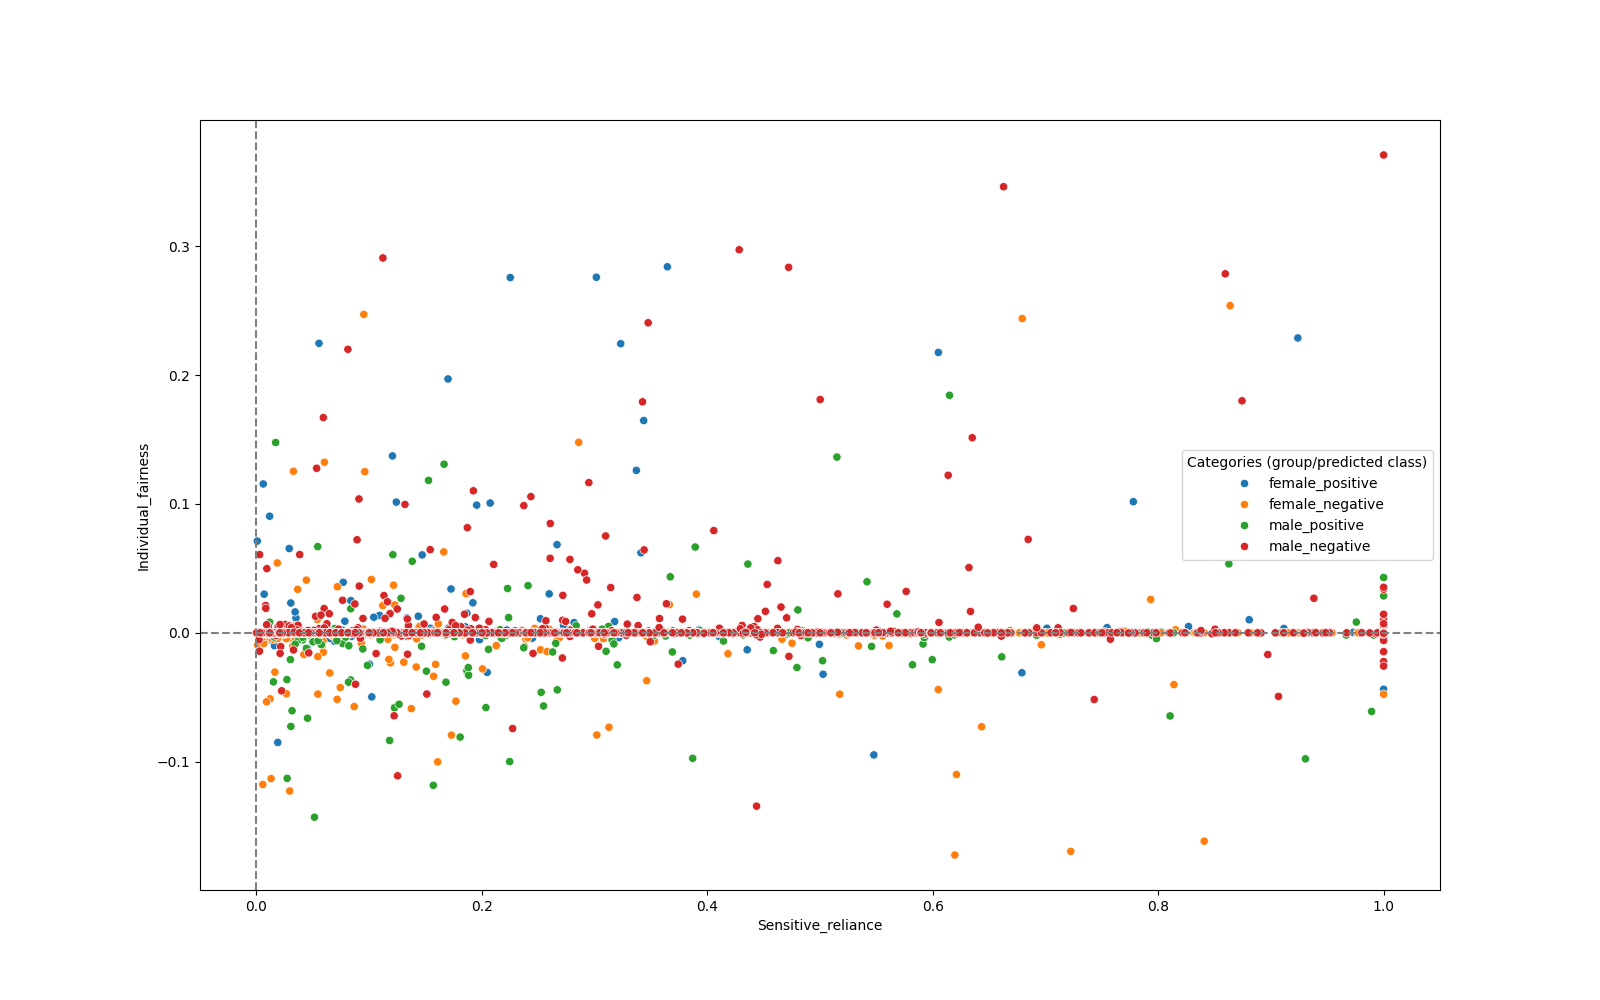 0.3
0.2
0.1
0.0
−0.1
Individual_fairness
Categories (group/predicted class)
female_positive
female_negative
male_positive
male_negative
0.0 0.2 0.4 0.6 0.8 1.0
Sensitive_reliance